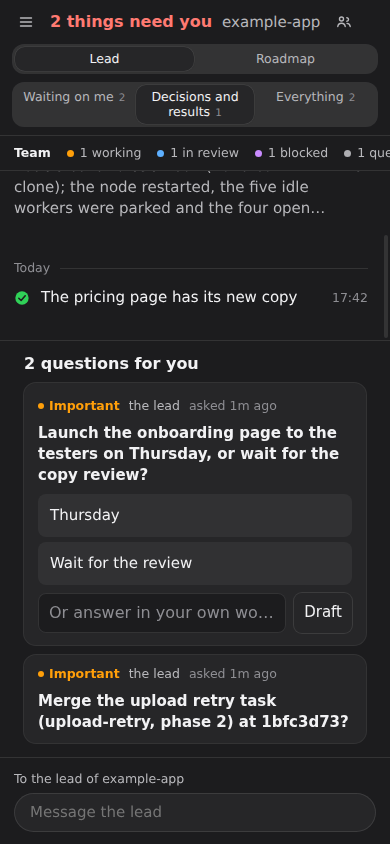 2 things need you example-app
Lead Roadmap
Waiting on me 2 Decisions and results 1 Everything 2
Team 1 working 1 in review 1 blocked 1 que
clone); the node restarted, the five idle
workers were parked and the four open…
Today
The pricing page has its new copy 17:42
2 questions for you
Important the lead asked 1m ago
Launch the onboarding page to the
testers on Thursday, or wait for the
copy review?
Thursday
Wait for the review
Or answer in your own wo… Draft
Important the lead asked 1m ago
Merge the upload retry task
(upload-retry, phase 2) at 1bfc3d73?
To the lead of example-app
Message the lead